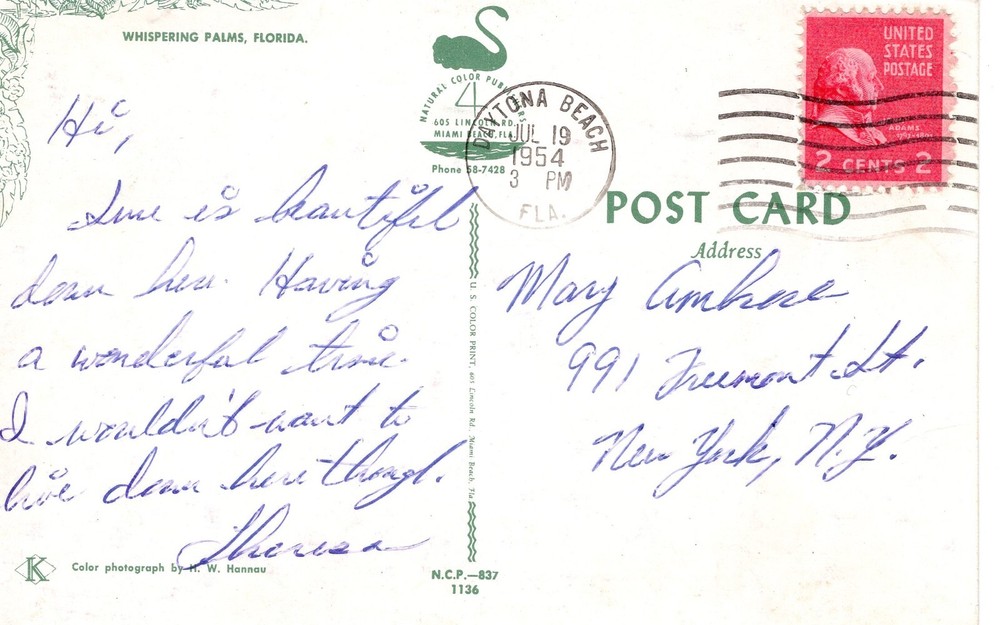 WHISPERING PALMS, FLORIDA.
Hi,
is beautiful
down here. Having
a wonderful time
I wouldn't want to
live down here though.
Theresa
Color photograph by H. W. Hannau
K
NATURAL COLOR PUBLISHERS
4
605 LINCOLN RD.
MIAMI BEACH, FLA.
Phone 58-7428
DAYTONA BEACH
JUL 19
1954
3 PM
FLA.
UNITED
STATES
POSTAGE
ADAMS
2 CENTS 2
POST CARD
Address
Mary Ambrose
991 Freemont St.
New York, N.Y.
U. S. COLOR PRINT, 605 Lincoln Rd. Miami Beach, Fla
N.C.P.—837
1136